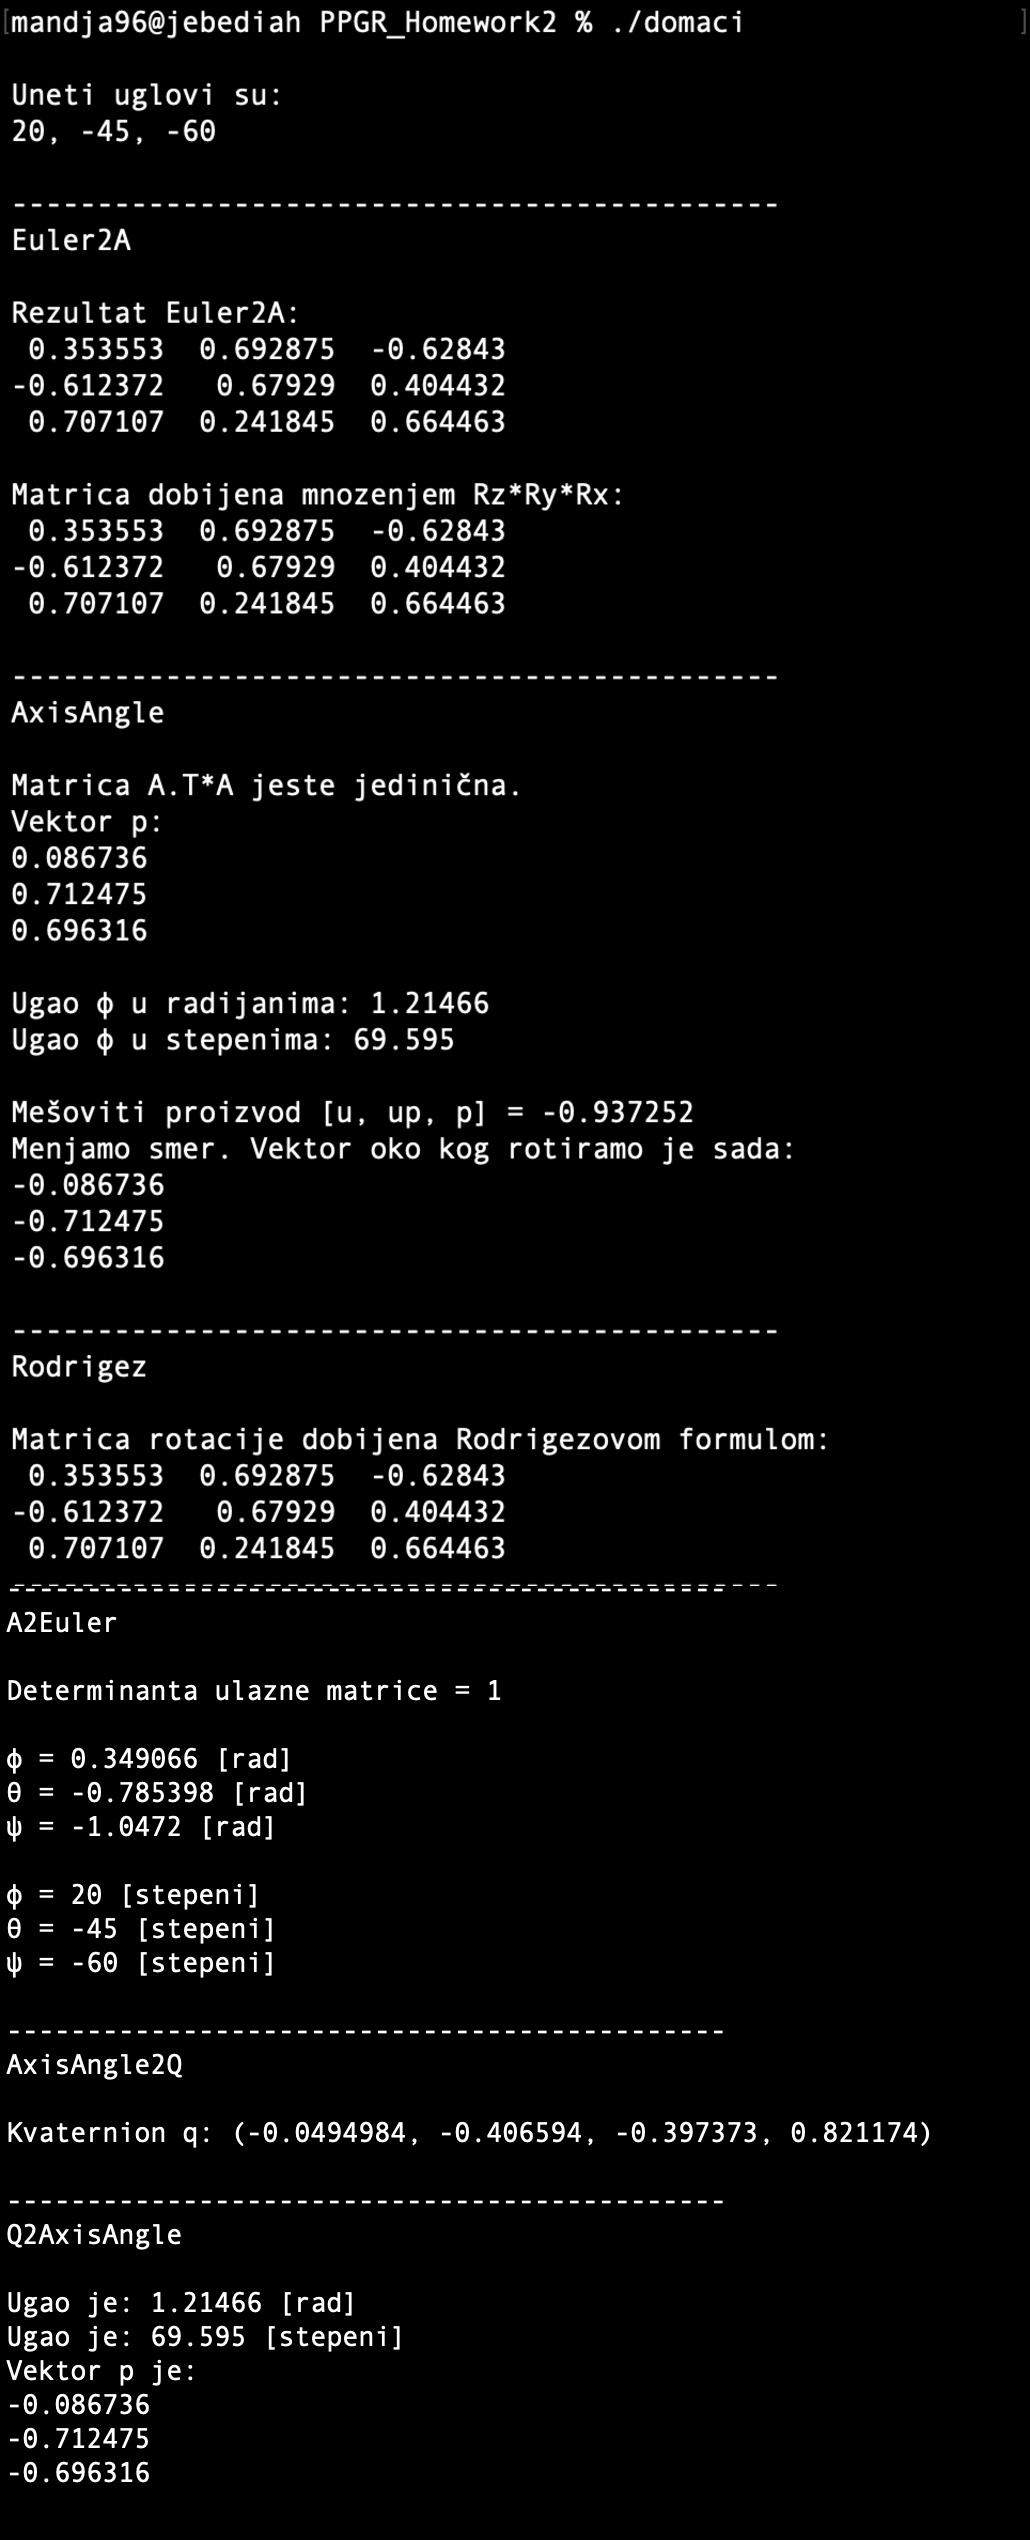 [mandja96@jebediah PPGR_Homework2 % ./domaci ]
Uneti uglovi su:
20, -45, -60
---------------------------------------------
Euler2A
Rezultat Euler2A:
 0.353553  0.692875  -0.62843
-0.612372   0.67929  0.404432
 0.707107  0.241845  0.664463
Matrica dobijena mnozenjem Rz*Ry*Rx:
 0.353553  0.692875  -0.62843
-0.612372   0.67929  0.404432
 0.707107  0.241845  0.664463
---------------------------------------------
AxisAngle
Matrica A.T*A jeste jedinična.
Vektor p:
0.086736
0.712475
0.696316
Ugao ϕ u radijanima: 1.21466
Ugao ϕ u stepenima: 69.595
Mešoviti proizvod [u, up, p] = -0.937252
Menjamo smer. Vektor oko kog rotiramo je sada:
-0.086736
-0.712475
-0.696316
---------------------------------------------
Rodrigez
Matrica rotacije dobijena Rodrigezovom formulom:
 0.353553  0.692875  -0.62843
-0.612372   0.67929  0.404432
 0.707107  0.241845  0.664463
---------------------------------------------
A2Euler
Determinanta ulazne matrice = 1
ϕ = 0.349066 [rad]
θ = -0.785398 [rad]
ψ = -1.0472 [rad]
ϕ = 20 [stepeni]
θ = -45 [stepeni]
ψ = -60 [stepeni]
---------------------------------------------
AxisAngle2Q
Kvaternion q: (-0.0494984, -0.406594, -0.397373, 0.821174)
---------------------------------------------
Q2AxisAngle
Ugao je: 1.21466 [rad]
Ugao je: 69.595 [stepeni]
Vektor p je:
-0.086736
-0.712475
-0.696316